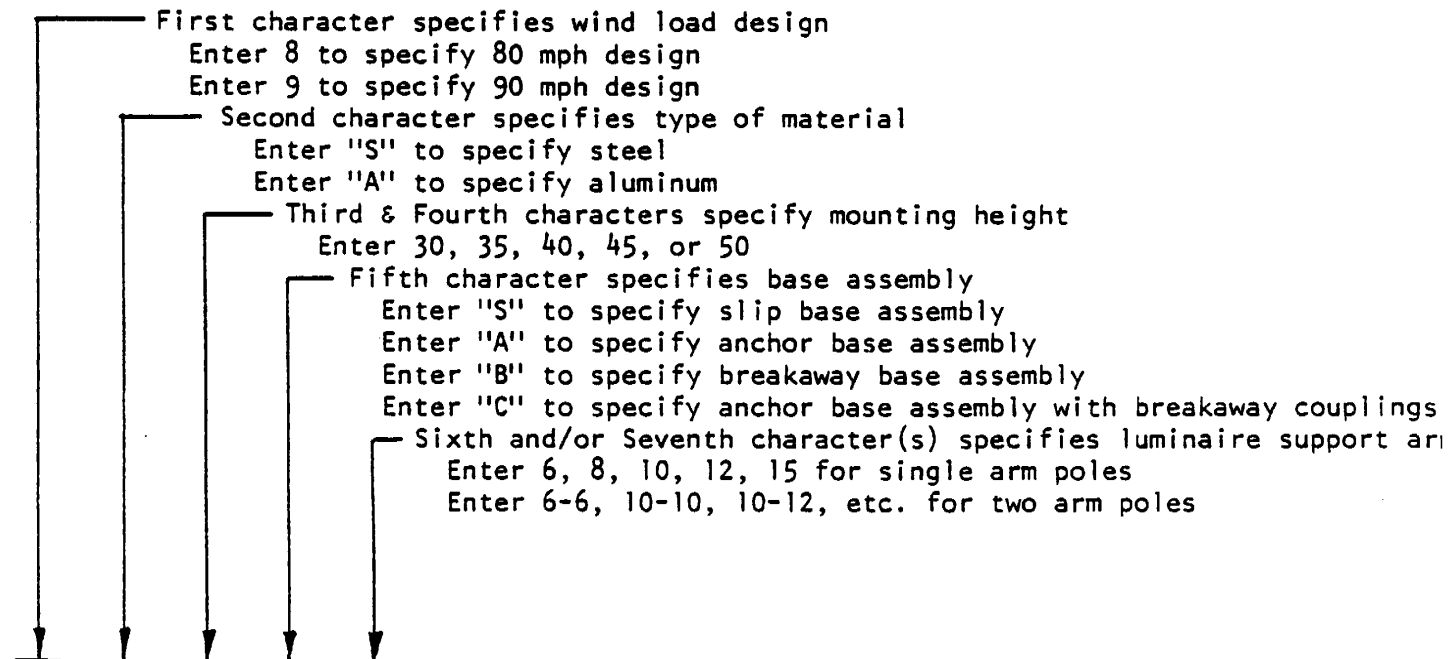 First character specifies wind load design
Enter 8 to specify 80 mph design
Enter 9 to specify 90 mph design
Second character specifies type of material
Enter "S" to specify steel
Enter "A" to specify aluminum
Third & Fourth characters specify mounting height
Enter 30, 35, 40, 45, or 50
Fifth character specifies base assembly
Enter "S" to specify slip base assembly
Enter "A" to specify anchor base assembly
Enter "B" to specify breakaway base assembly
Enter "C" to specify anchor base assembly with breakaway couplings
Sixth and/or Seventh character(s) specifies luminaire support
Enter 6, 8, 10, 12, 15 for single arm poles
Enter 6-6, 10-10, 10-12, etc. for two arm poles